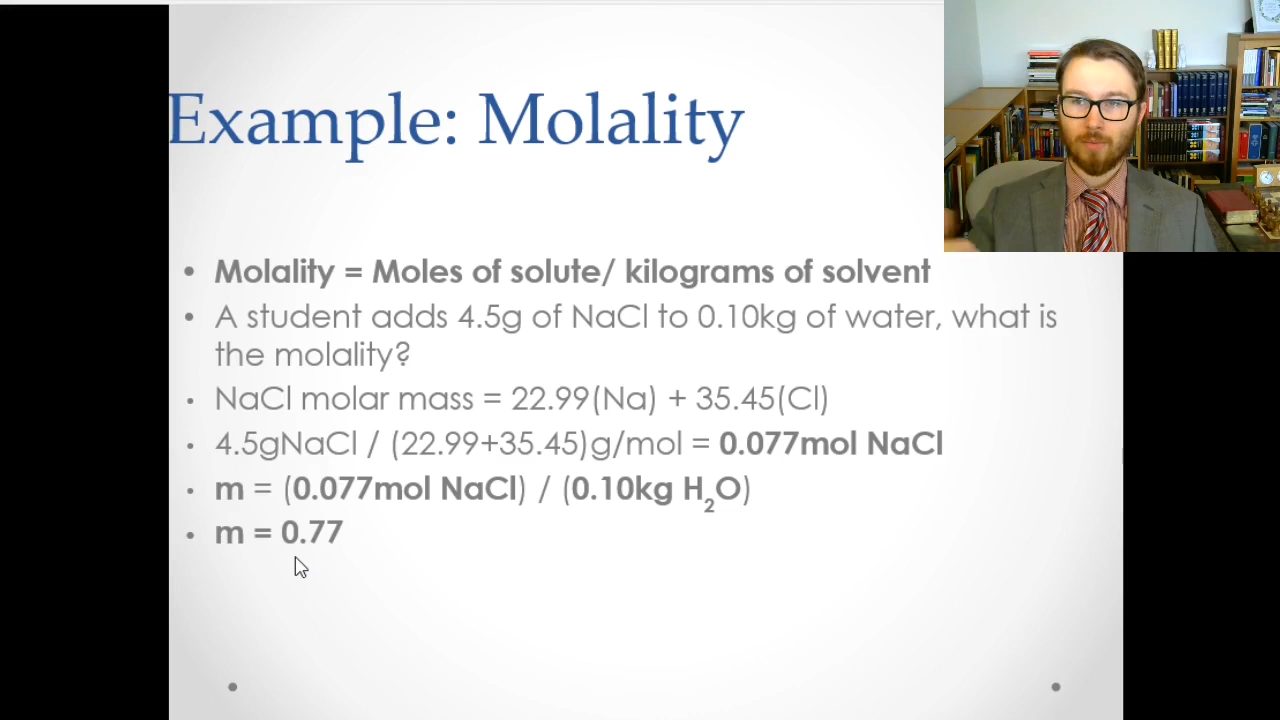 Example: Molality
• Molality = Moles of solute/ kilograms of solvent
• A student adds 4.5g of NaCl to 0.10kg of water, what is
the molality?
• NaCl molar mass = 22.99(Na) + 35.45(Cl)
• 4.5gNaCl / (22.99+35.45)g/mol = 0.077mol NaCl
• m = (0.077mol NaCl) / (0.10kg H₂O)
• m = 0.77